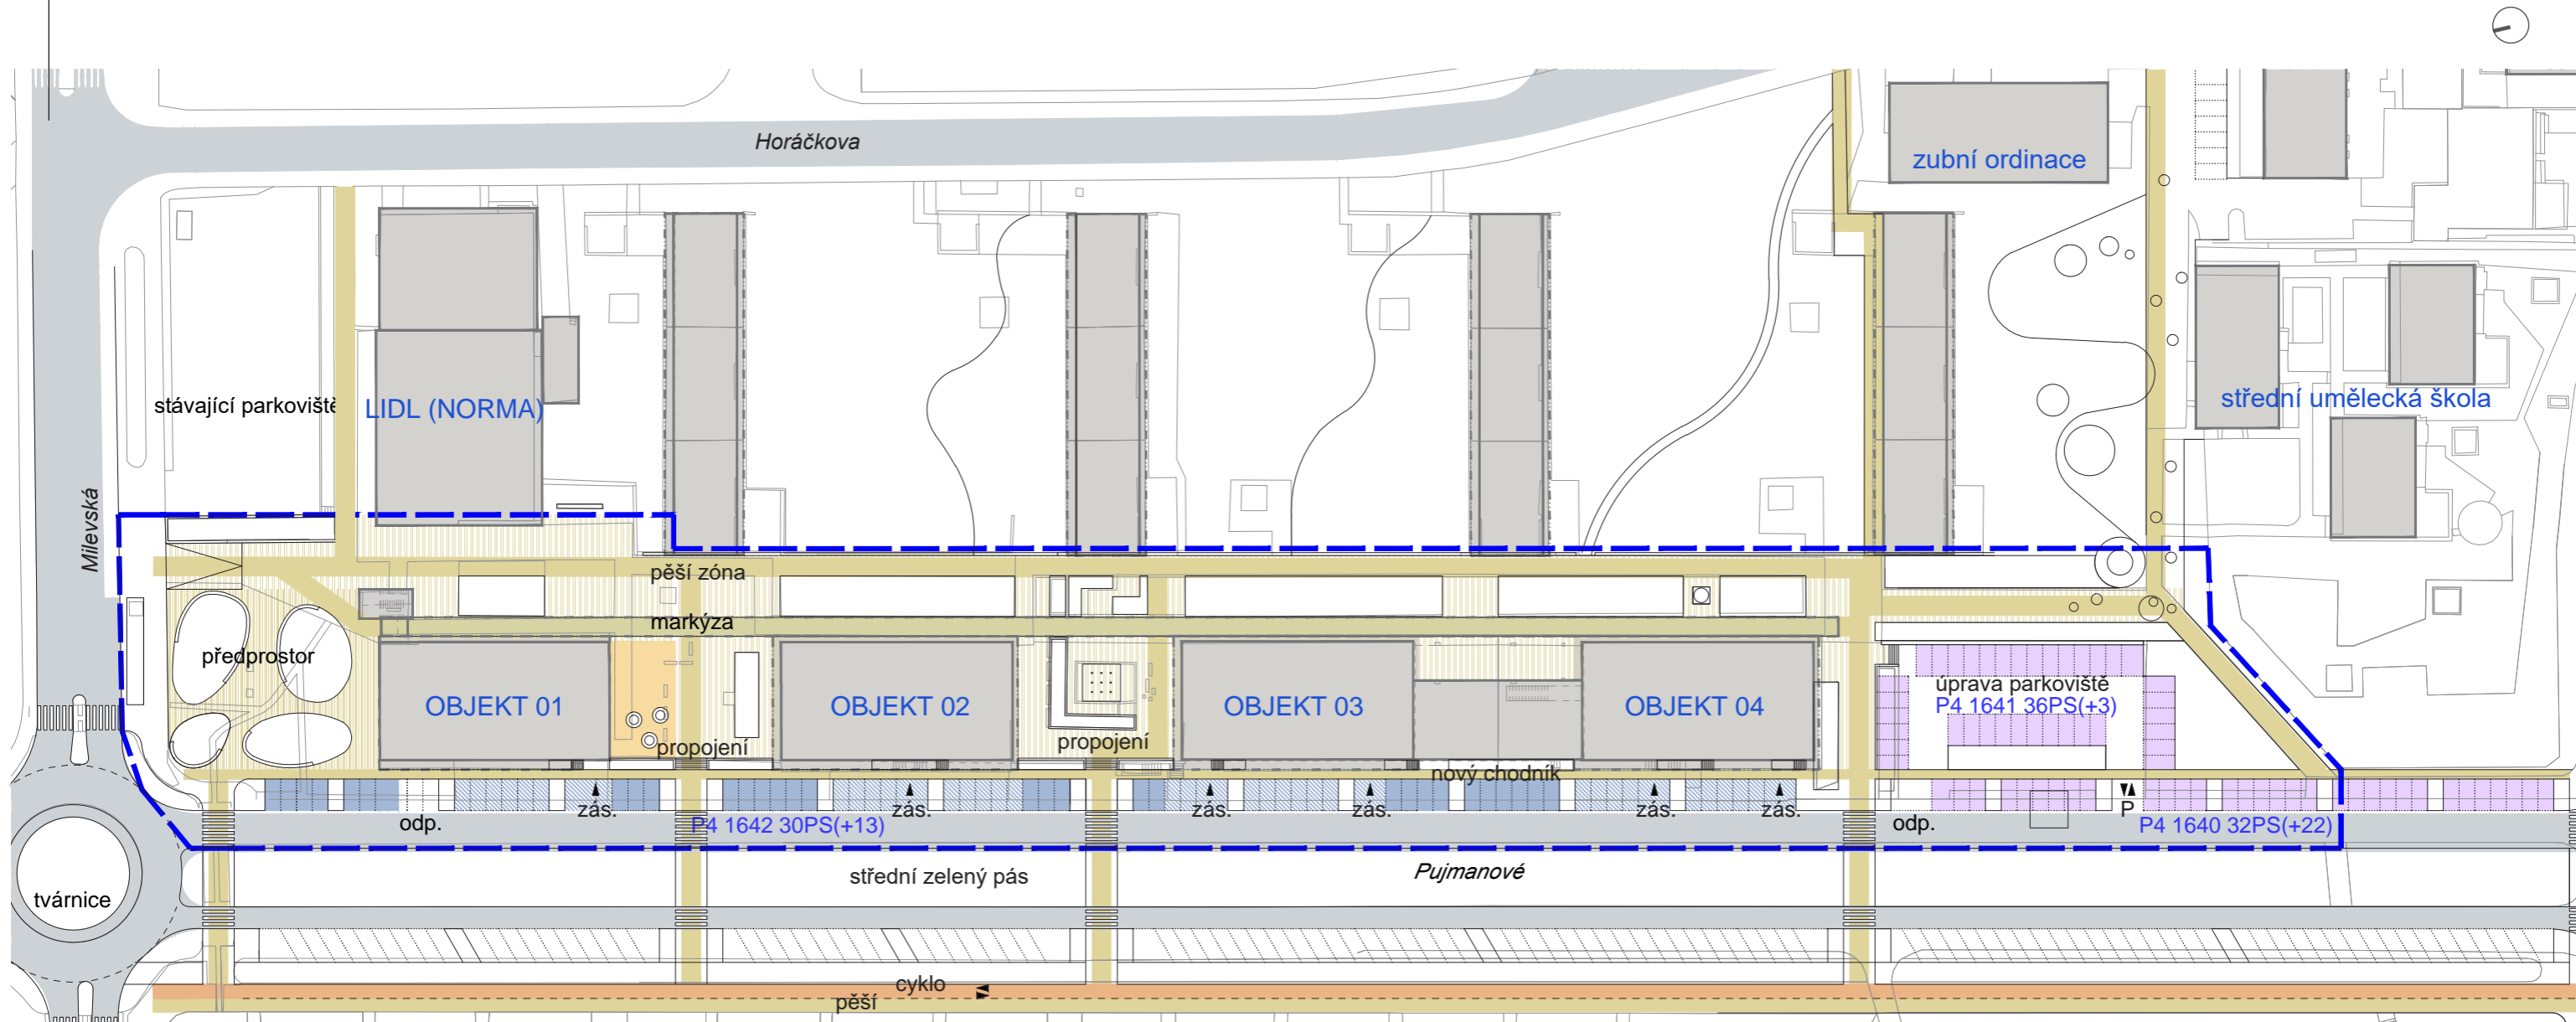 Horáčkova
zubní ordinace
stávající parkoviště
LIDL (NORMA)
střední umělecká škola
Milevská
pěší zóna
markýza
předprostor
OBJEKT 01
OBJEKT 02
OBJEKT 03
OBJEKT 04
úprava parkoviště
P4 1641 36PS(+3)
propojení
propojení
nový chodník
zás.
zás.
zás.
zás.
zás.
zás.
P
odp.
P4 1642 30PS(+13)
odp.
P4 1640 32PS(+22)
střední zelený pás
Pujmanové
tvárnice
cyklo
pěší